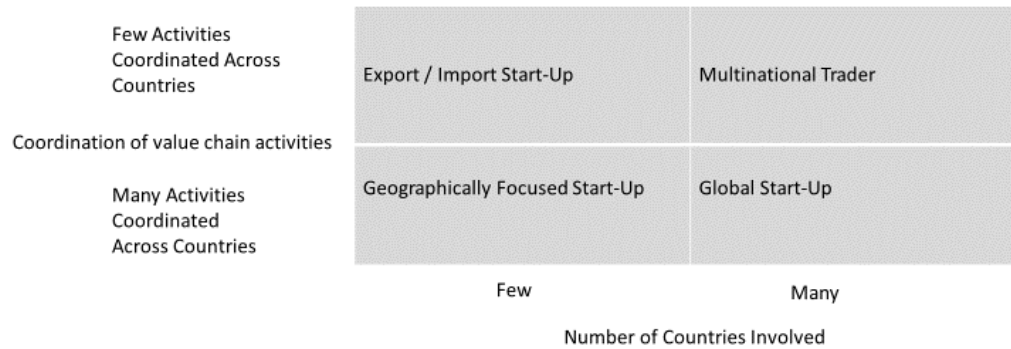 Few Activities
Coordinated Across
Countries
Export / Import Start-Up
Multinational Trader
Coordination of value chain activities
Many Activities
Coordinated
Across Countries
Geographically Focused Start-Up
Global Start-Up
Few
Many
Number of Countries Involved